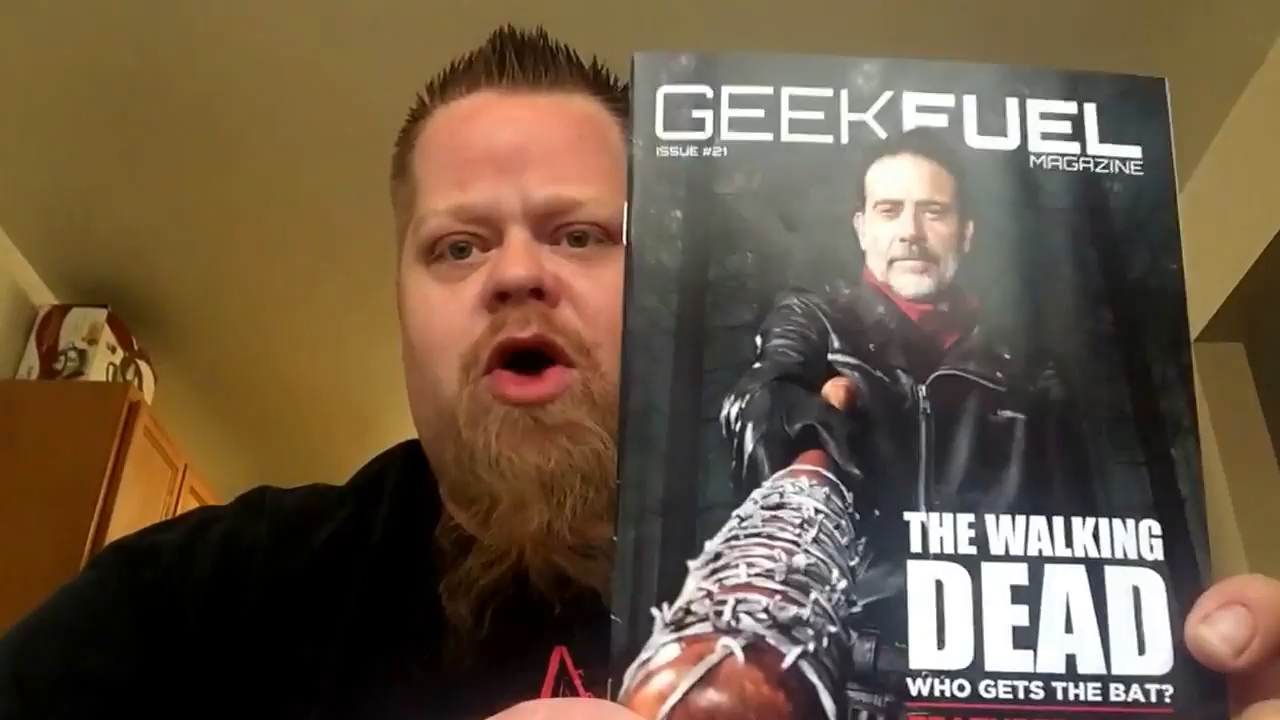 GEEKFUEL
ISSUE #21
MAGAZINE
THE WALKING
DEAD
WHO GETS THE BAT?